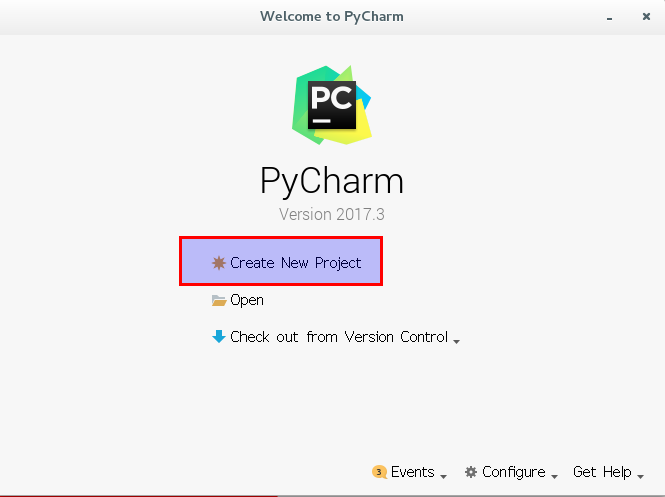 Welcome to PyCharm
PC
PyCharm
Version 2017.3
Create New Project
Open
Check out from Version Control
3 Events Configure Get Help